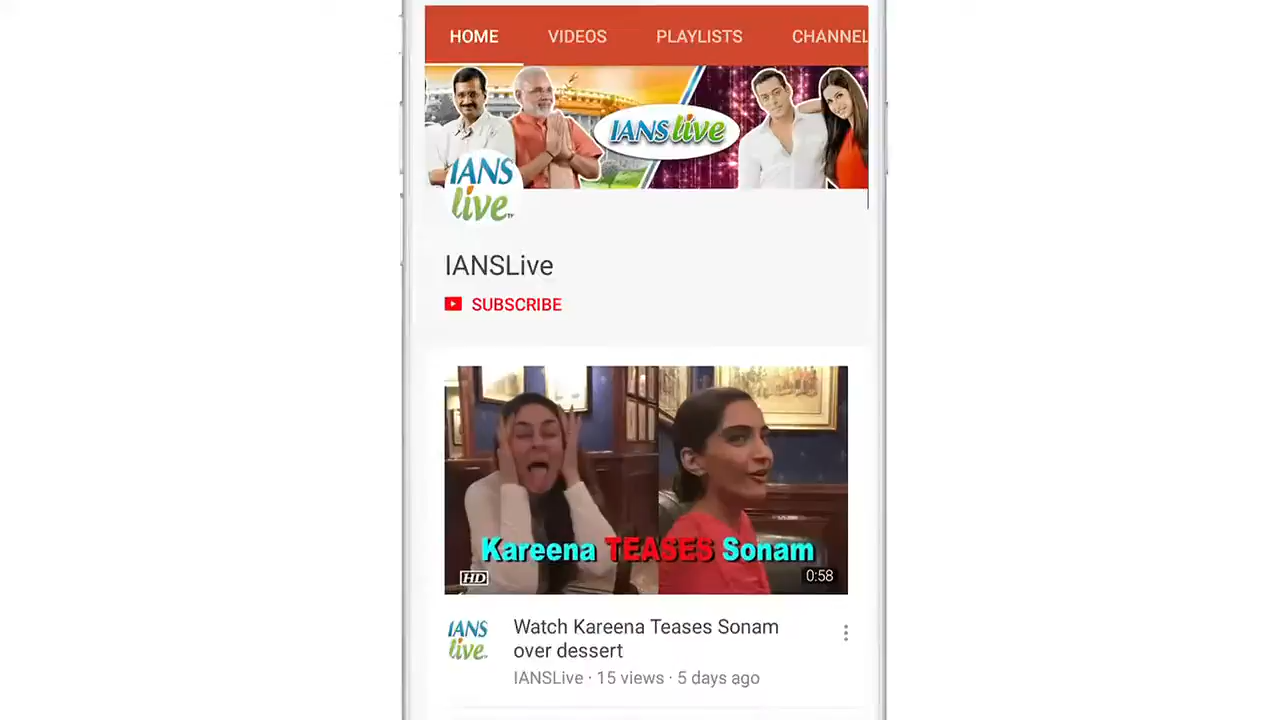 HOME VIDEOS PLAYLISTS CHANNEL
IANS live
IANS
live
IANSLive
SUBSCRIBE
Kareena TEASES Sonam
HD
0:58
IANS
live
Watch Kareena Teases Sonam
over dessert
IANSLive · 15 views · 5 days ago